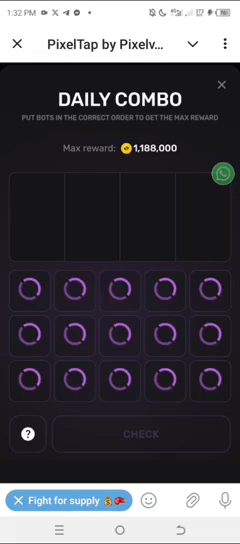 1:32 PM
PixelTap by Pixelv...
DAILY COMBO
PUT BOTS IN THE CORRECT ORDER TO GET THE MAX REWARD
Max reward: 1,188,000
?
CHECK
Fight for supply